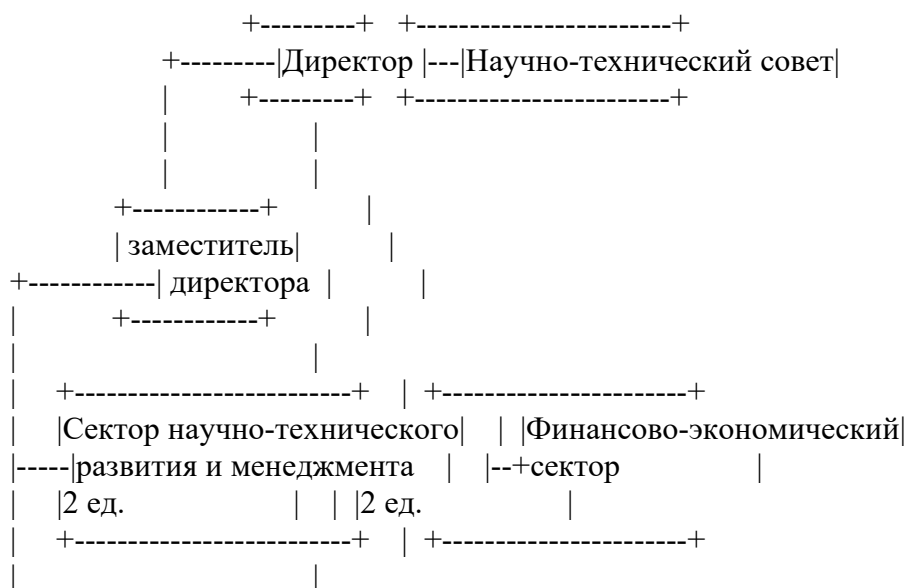 +---------+ +------------------------+
+---------|Директор |---|Научно-технический совет|
| +---------+ +------------------------+
| |
| |
+------------+ |
| заместитель| |
+------------| директора | |
| +------------+ |
| |
| +--------------------------+ | +-----------------------+
| |Сектор научно-технического| | |Финансово-экономический|
|-----|развития и менеджмента | |--+сектор |
| |2 ед. | | |2 ед. |
| +--------------------------+ | +-----------------------+
| |